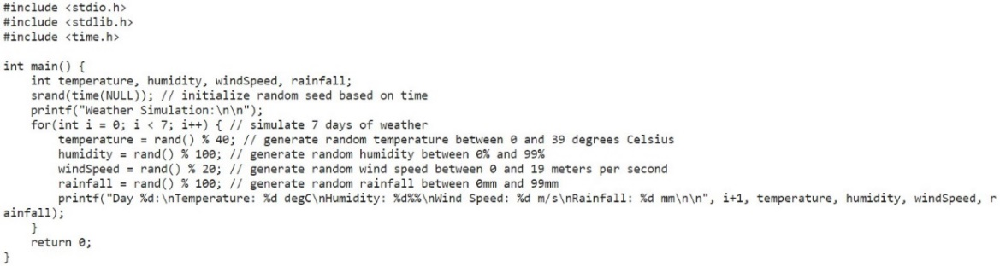 #include <stdio.h>
#include <stdlib.h>
#include <time.h>

int main() {
    int temperature, humidity, windSpeed, rainfall;
    srand(time(NULL)); // initialize random seed based on time
    printf("Weather Simulation:\n\n");
    for(int i = 0; i < 7; i++) { // simulate 7 days of weather
        temperature = rand() % 40; // generate random temperature between 0 and 39 degrees Celsius
        humidity = rand() % 100; // generate random humidity between 0% and 99%
        windSpeed = rand() % 20; // generate random wind speed between 0 and 19 meters per second
        rainfall = rand() % 100; // generate random rainfall between 0mm and 99mm
        printf("Day %d:\nTemperature: %d degC\nHumidity: %d%%\nWind Speed: %d m/s\nRainfall: %d mm\n\n", i+1, temperature, humidity, windSpeed, r
ainfall);
    }
    return 0;
}